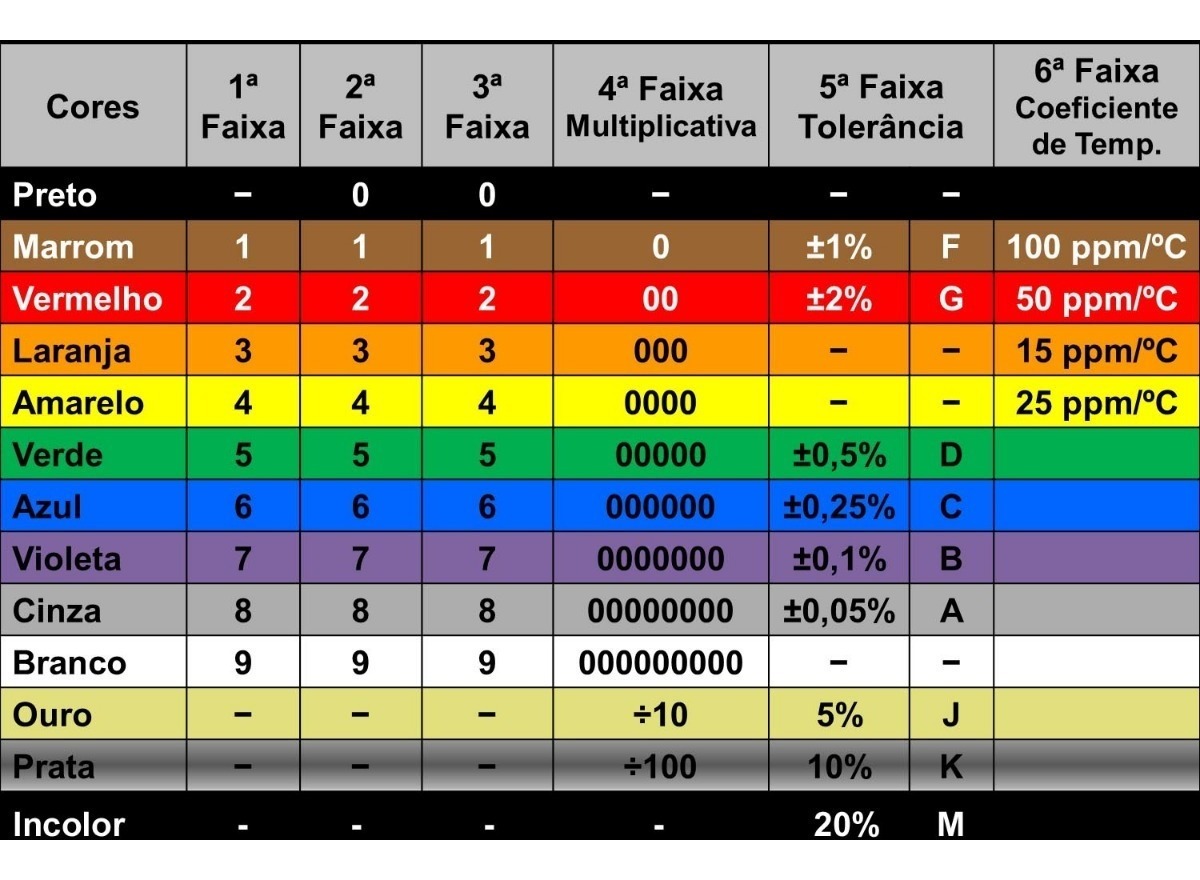 Cores 1ª Faixa 2ª Faixa 3ª Faixa 4ª Faixa Multiplicativa 5ª Faixa Tolerância 6ª Faixa Coeficiente de Temp.
Preto − 0 0 − − −
Marrom 1 1 1 0 ±1% F 100 ppm/ºC
Vermelho 2 2 2 00 ±2% G 50 ppm/ºC
Laranja 3 3 3 000 − − 15 ppm/ºC
Amarelo 4 4 4 0000 − − 25 ppm/ºC
Verde 5 5 5 00000 ±0,5% D
Azul 6 6 6 000000 ±0,25% C
Violeta 7 7 7 0000000 ±0,1% B
Cinza 8 8 8 00000000 ±0,05% A
Branco 9 9 9 000000000 − −
Ouro − − − ÷10 5% J
Prata − − − ÷100 10% K
Incolor - - - - 20% M